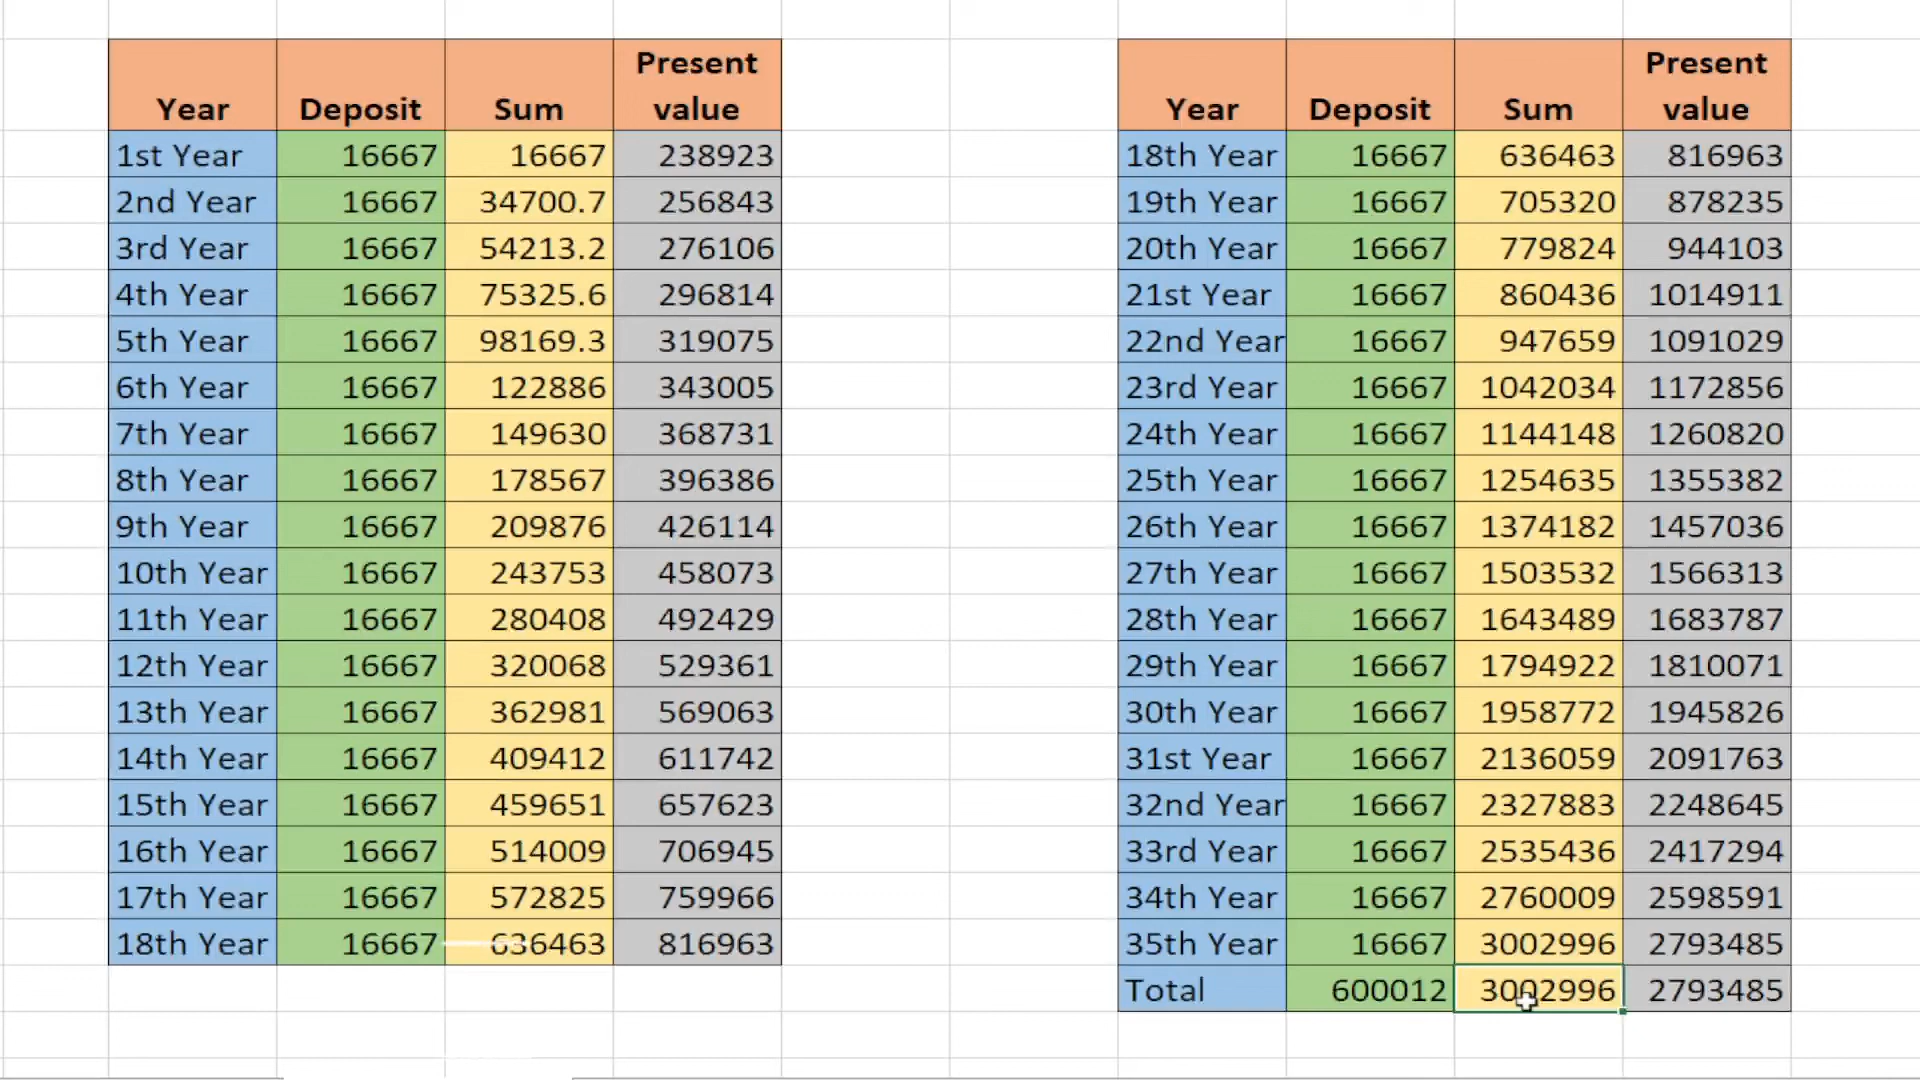 Year Deposit Sum Present value
1st Year 16667 16667 238923
2nd Year 16667 34700.7 256843
3rd Year 16667 54213.2 276106
4th Year 16667 75325.6 296814
5th Year 16667 98169.3 319075
6th Year 16667 122886 343005
7th Year 16667 149630 368731
8th Year 16667 178567 396386
9th Year 16667 209876 426114
10th Year 16667 243753 458073
11th Year 16667 280408 492429
12th Year 16667 320068 529361
13th Year 16667 362981 569063
14th Year 16667 409412 611742
15th Year 16667 459651 657623
16th Year 16667 514009 706945
17th Year 16667 572825 759966
18th Year 16667 636463 816963
Year Deposit Sum Present value
18th Year 16667 636463 816963
19th Year 16667 705320 878235
20th Year 16667 779824 944103
21st Year 16667 860436 1014911
22nd Year 16667 947659 1091029
23rd Year 16667 1042034 1172856
24th Year 16667 1144148 1260820
25th Year 16667 1254635 1355382
26th Year 16667 1374182 1457036
27th Year 16667 1503532 1566313
28th Year 16667 1643489 1683787
29th Year 16667 1794922 1810071
30th Year 16667 1958772 1945826
31st Year 16667 2136059 2091763
32nd Year 16667 2327883 2248645
33rd Year 16667 2535436 2417294
34th Year 16667 2760009 2598591
35th Year 16667 3002996 2793485
Total 600012 3002996 2793485